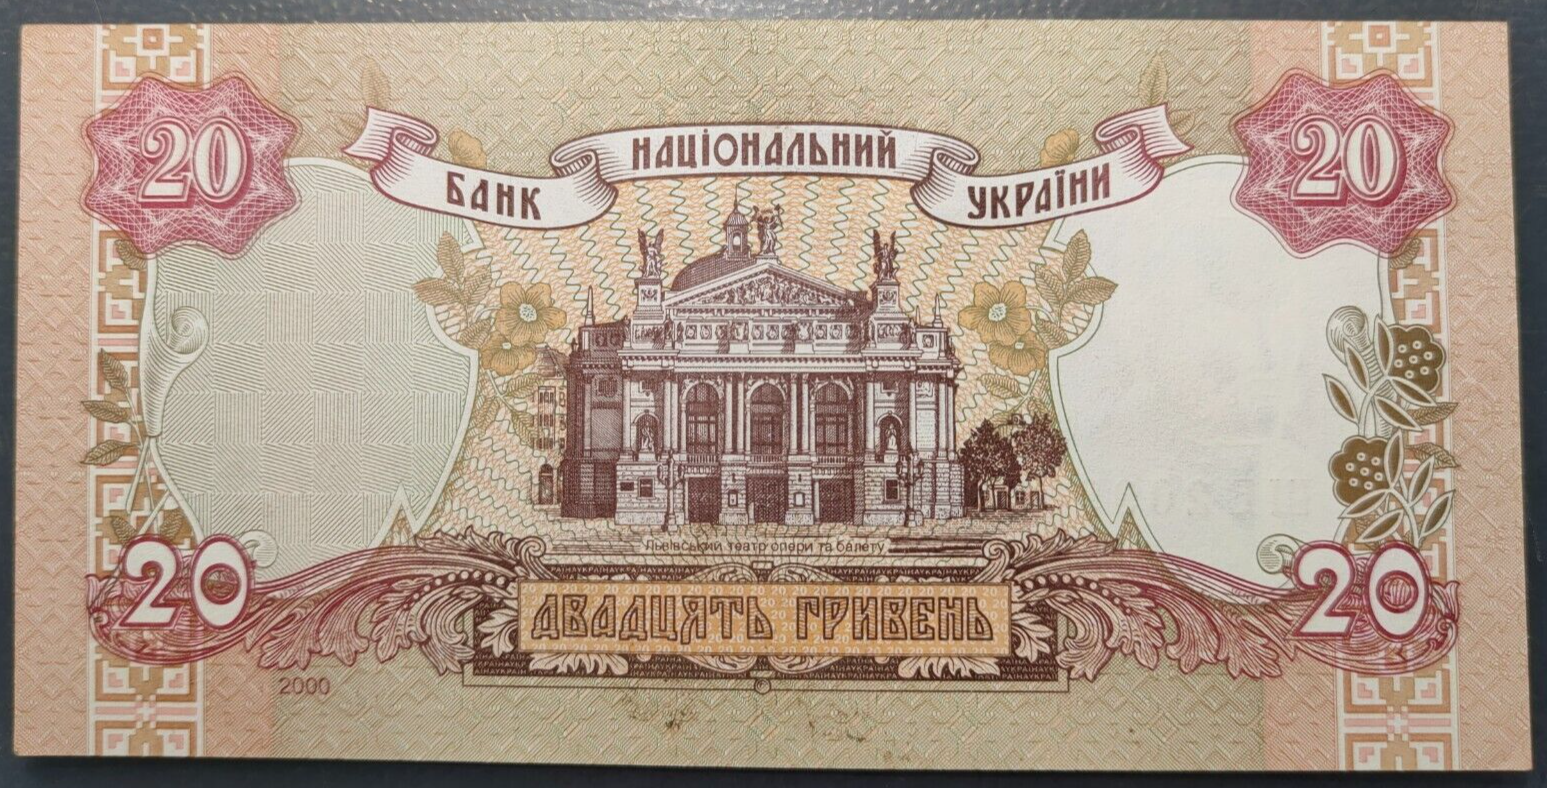 20
20
БАНК
НАЦІОНАЛЬНИЙ
УКРАЇНИ
Львівський театр опери та балету
20
ДВАДЦЯТЬ ГРИВЕНЬ
20
2000